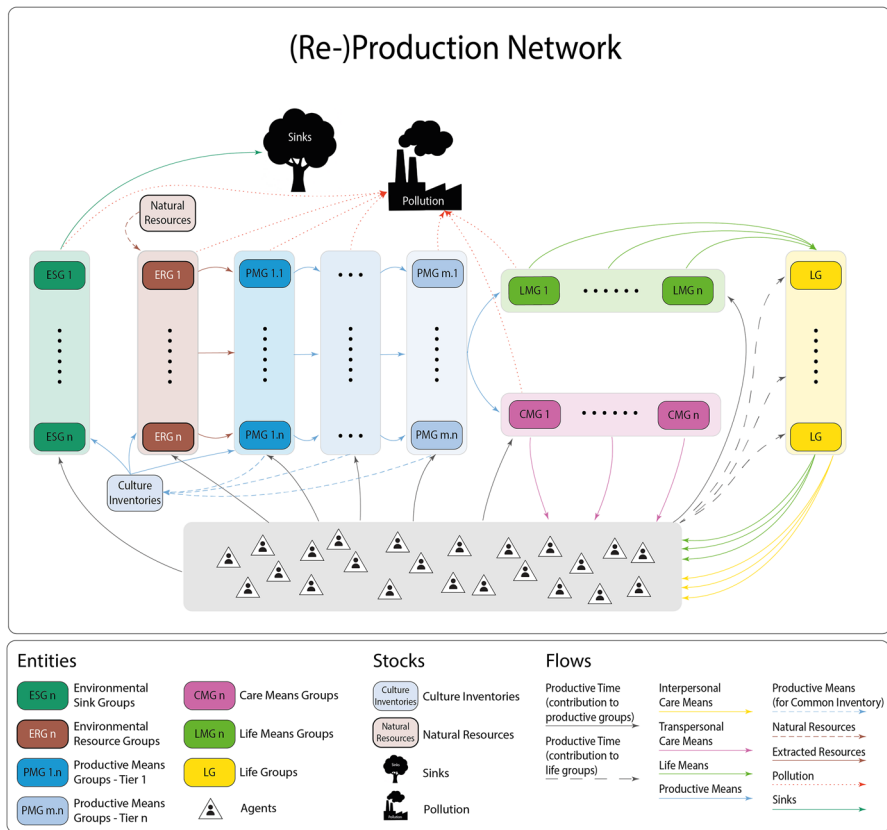 (Re-)Production Network
Sinks
Pollution
Natural
Resources
ESG 1
ERG 1
PMG 1.1
PMG m.1
LMG 1
LMG n
LG
CMG 1
CMG n
ESG n
ERG n
PMG 1.n
PMG m.n
LG
Culture
Inventories
Entities
ESG n
Environmental
Sink Groups
ERG n
Environmental
Resource Groups
PMG 1.n
Productive Means
Groups - Tier 1
PMG m.n
Productive Means
Groups - Tier n
CMG n
Care Means Groups
LMG n
Life Means Groups
LG
Life Groups
Agents
Stocks
Culture
Inventories
Culture Inventories
Natural
Resources
Natural Resources
Sinks
Sinks
Pollution
Pollution
Flows
Productive Time
(contribution to
productive groups)
Productive Time
(contribution to
life groups)
Interpersonal
Care Means
Transpersonal
Care Means
Life Means
Productive Means
Productive Means
(for Common Inventory)
Natural Resources
Extracted Resources
Pollution
Sinks